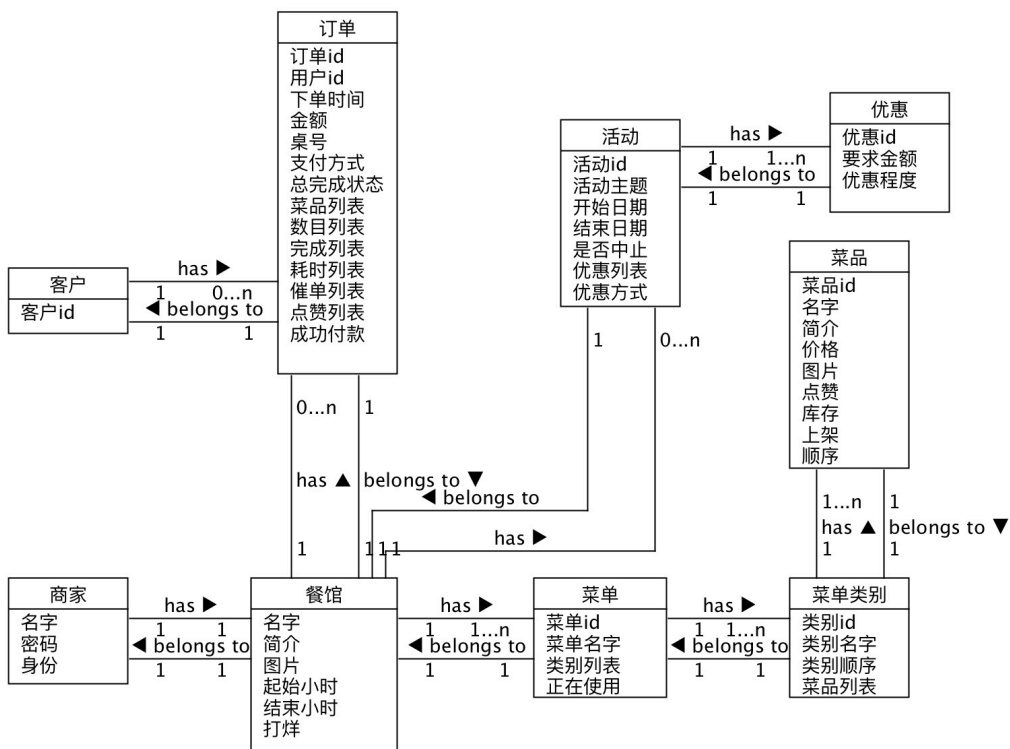 订单
订单id
用户id
下单时间
金额
桌号
支付方式
总完成状态
菜品列表
数目列表
完成列表
耗时列表
催单列表
点赞列表
成功付款
活动
活动id
活动主题
开始日期
结束日期
是否中止
优惠列表
优惠方式
has ▶
1 1...n
◀ belongs to
1 1
优惠
优惠id
要求金额
优惠程度
客户
客户id
has ▶
1 0...n
◀ belongs to
1 1
菜品
菜品id
名字
简介
价格
图片
点赞
库存
上架
顺序
1 0...n
0...n 1
has ▲ belongs to ▼
◀ belongs to
has ▶
1 1 1 1
1...n 1
has ▲ belongs to ▼
1 1
商家
名字
密码
身份
has ▶
1 1
◀ belongs to
1 1
餐馆
名字
简介
图片
起始小时
结束小时
打烊
has ▶
1 1...n
◀ belongs to
1 1
菜单
菜单id
菜单名字
类别列表
正在使用
has ▶
1 1...n
◀ belongs to
1 1
菜单类别
类别id
类别名字
类别顺序
菜品列表